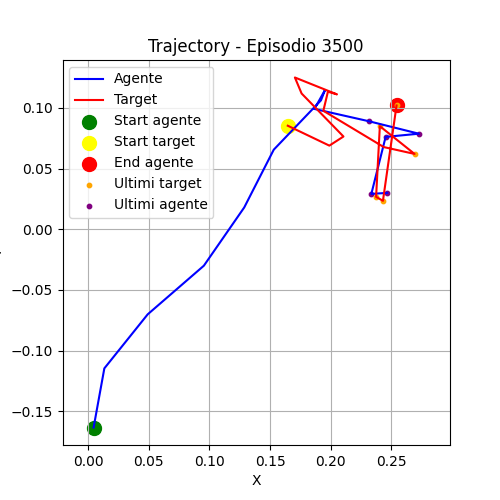 Trajectory - Episodio 3500
Agente
Target
Start agente
Start target
End agente
Ultimi target
Ultimi agente
0.10
0.05
0.00
−0.05
−0.10
−0.15
0.00 0.05 0.10 0.15 0.20 0.25
X